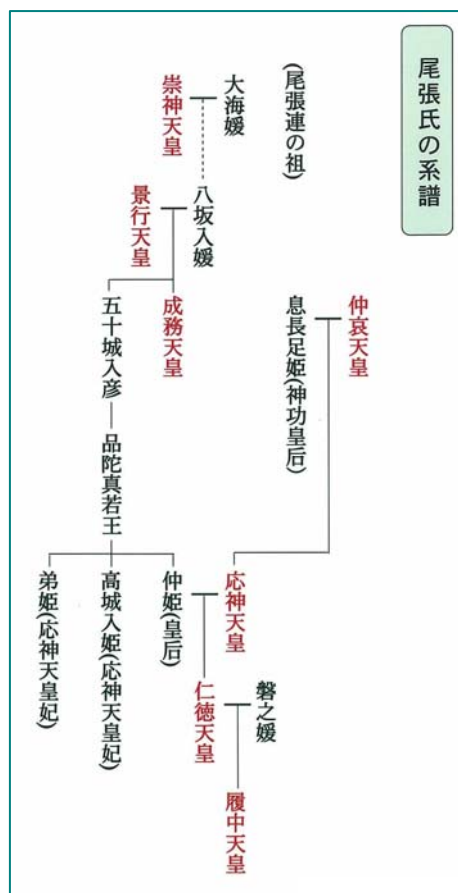 尾張氏の系譜
(尾張連の祖)
大海媛
崇神天皇
八坂入媛
景行天皇
仲哀天皇
息長足姫(神功皇后)
成務天皇
五十城入彦
品陀真若王
応神天皇
仲姫(皇后)
高城入姫(応神天皇妃)
弟姫(応神天皇妃)
磐之媛
仁徳天皇
履中天皇